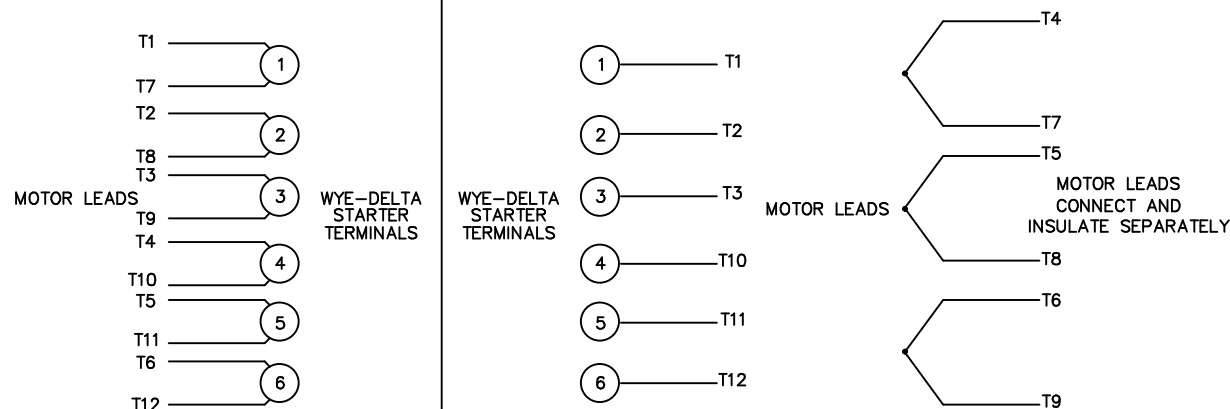 T1
T7
1
T2
T8
2
T3
T9
3
T4
T10
4
T5
T11
5
T6
T12
6
MOTOR LEADS
WYE-DELTA
STARTER
TERMINALS
WYE-DELTA
STARTER
TERMINALS
1
T1
2
T2
3
T3
4
T10
5
T11
6
T12
MOTOR LEADS
T4
T7
T5
T8
T6
T9
MOTOR LEADS
CONNECT AND
INSULATE SEPARATELY